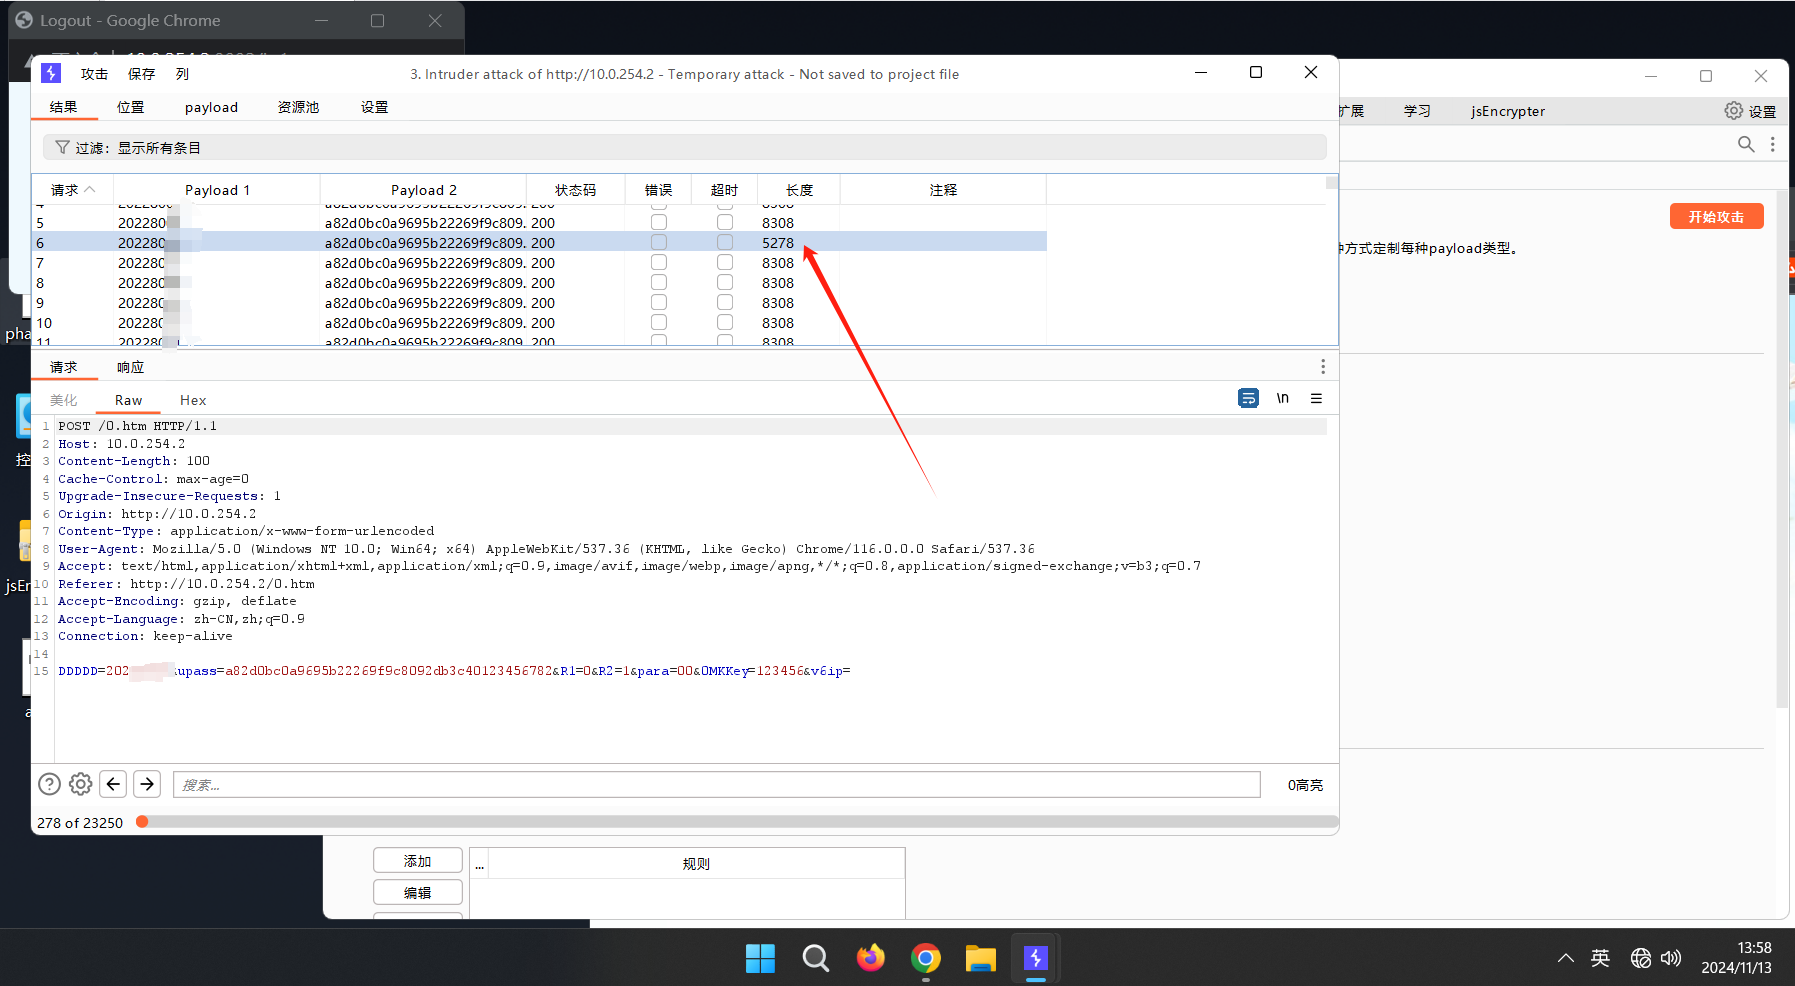 Logout - Google Chrome
攻击 保存 列 3. Intruder attack of http://10.0.254.2 - Temporary attack - Not saved to project file
结果 位置 payload 资源池 设置
扩展 学习 jsEncrypter 设置
过滤：显示所有条目
请求 Payload 1 Payload 2 状态码 错误 超时 长度 注释
4 202280 a82d0bc0a9695b22269f9c809... 200 8308
5 202280 a82d0bc0a9695b22269f9c809... 200 8308
6 202280 a82d0bc0a9695b22269f9c809... 200 5278
7 202280 a82d0bc0a9695b22269f9c809... 200 8308
8 202280 a82d0bc0a9695b22269f9c809... 200 8308
9 202280 a82d0bc0a9695b22269f9c809... 200 8308
10 202280 a82d0bc0a9695b22269f9c809... 200 8308
11 202280 a82d0bc0a9695b22269f9c809... 200 8308
开始攻击
方式定制每种payload类型。
请求 响应
美化 Raw Hex \n
1 POST /0.htm HTTP/1.1
2 Host: 10.0.254.2
3 Content-Length: 100
4 Cache-Control: max-age=0
5 Upgrade-Insecure-Requests: 1
6 Origin: http://10.0.254.2
7 Content-Type: application/x-www-form-urlencoded
8 User-Agent: Mozilla/5.0 (Windows NT 10.0; Win64; x64) AppleWebKit/537.36 (KHTML, like Gecko) Chrome/116.0.0.0 Safari/537.36
9 Accept: text/html,application/xhtml+xml,application/xml;q=0.9,image/avif,image/webp,image/apng,*/*;q=0.8,application/signed-exchange;v=b3;q=0.7
10 Referer: http://10.0.254.2/0.htm
11 Accept-Encoding: gzip, deflate
12 Accept-Language: zh-CN,zh;q=0.9
13 Connection: keep-alive
14
15 DDDDD=202 &upass=a82d0bc0a9695b22269f9c8092db3c40123456782&R1=0&R2=1&para=00&0MKKey=123456&v6ip=
pha
控
jsEn
a
搜索... 0高亮
278 of 23250
添加 ... 规则
编辑
英 13:58
2024/11/13